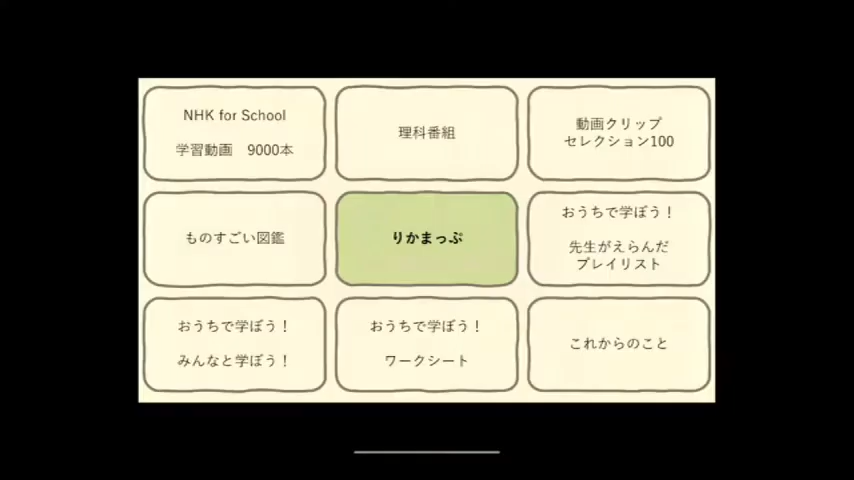 NHK for School
学習動画　9000本
理科番組
動画クリップ
セレクション100
ものすごい図鑑
りかまっぷ
おうちで学ぼう！
先生がえらんだ
プレイリスト
おうちで学ぼう！
みんなと学ぼう！
おうちで学ぼう！
ワークシート
これからのこと